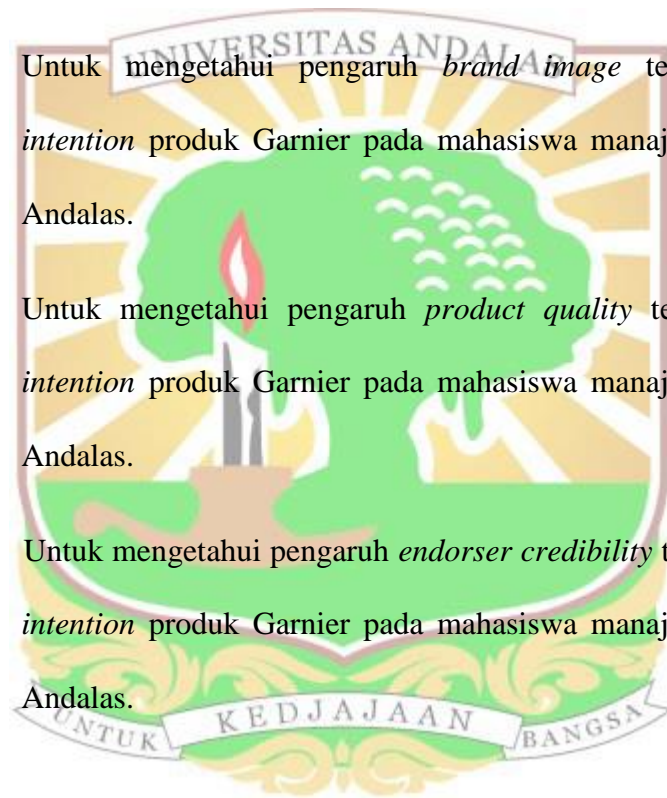 UNIVERSITAS ANDALAS
Untuk mengetahui pengaruh brand image te
intention produk Garnier pada mahasiswa manaj
Andalas.
Untuk mengetahui pengaruh product quality te
intention produk Garnier pada mahasiswa manaj
Andalas.
Untuk mengetahui pengaruh endorser credibility t
intention produk Garnier pada mahasiswa manaj
Andalas.
UNTUK KEDJAJAAN BANGSA